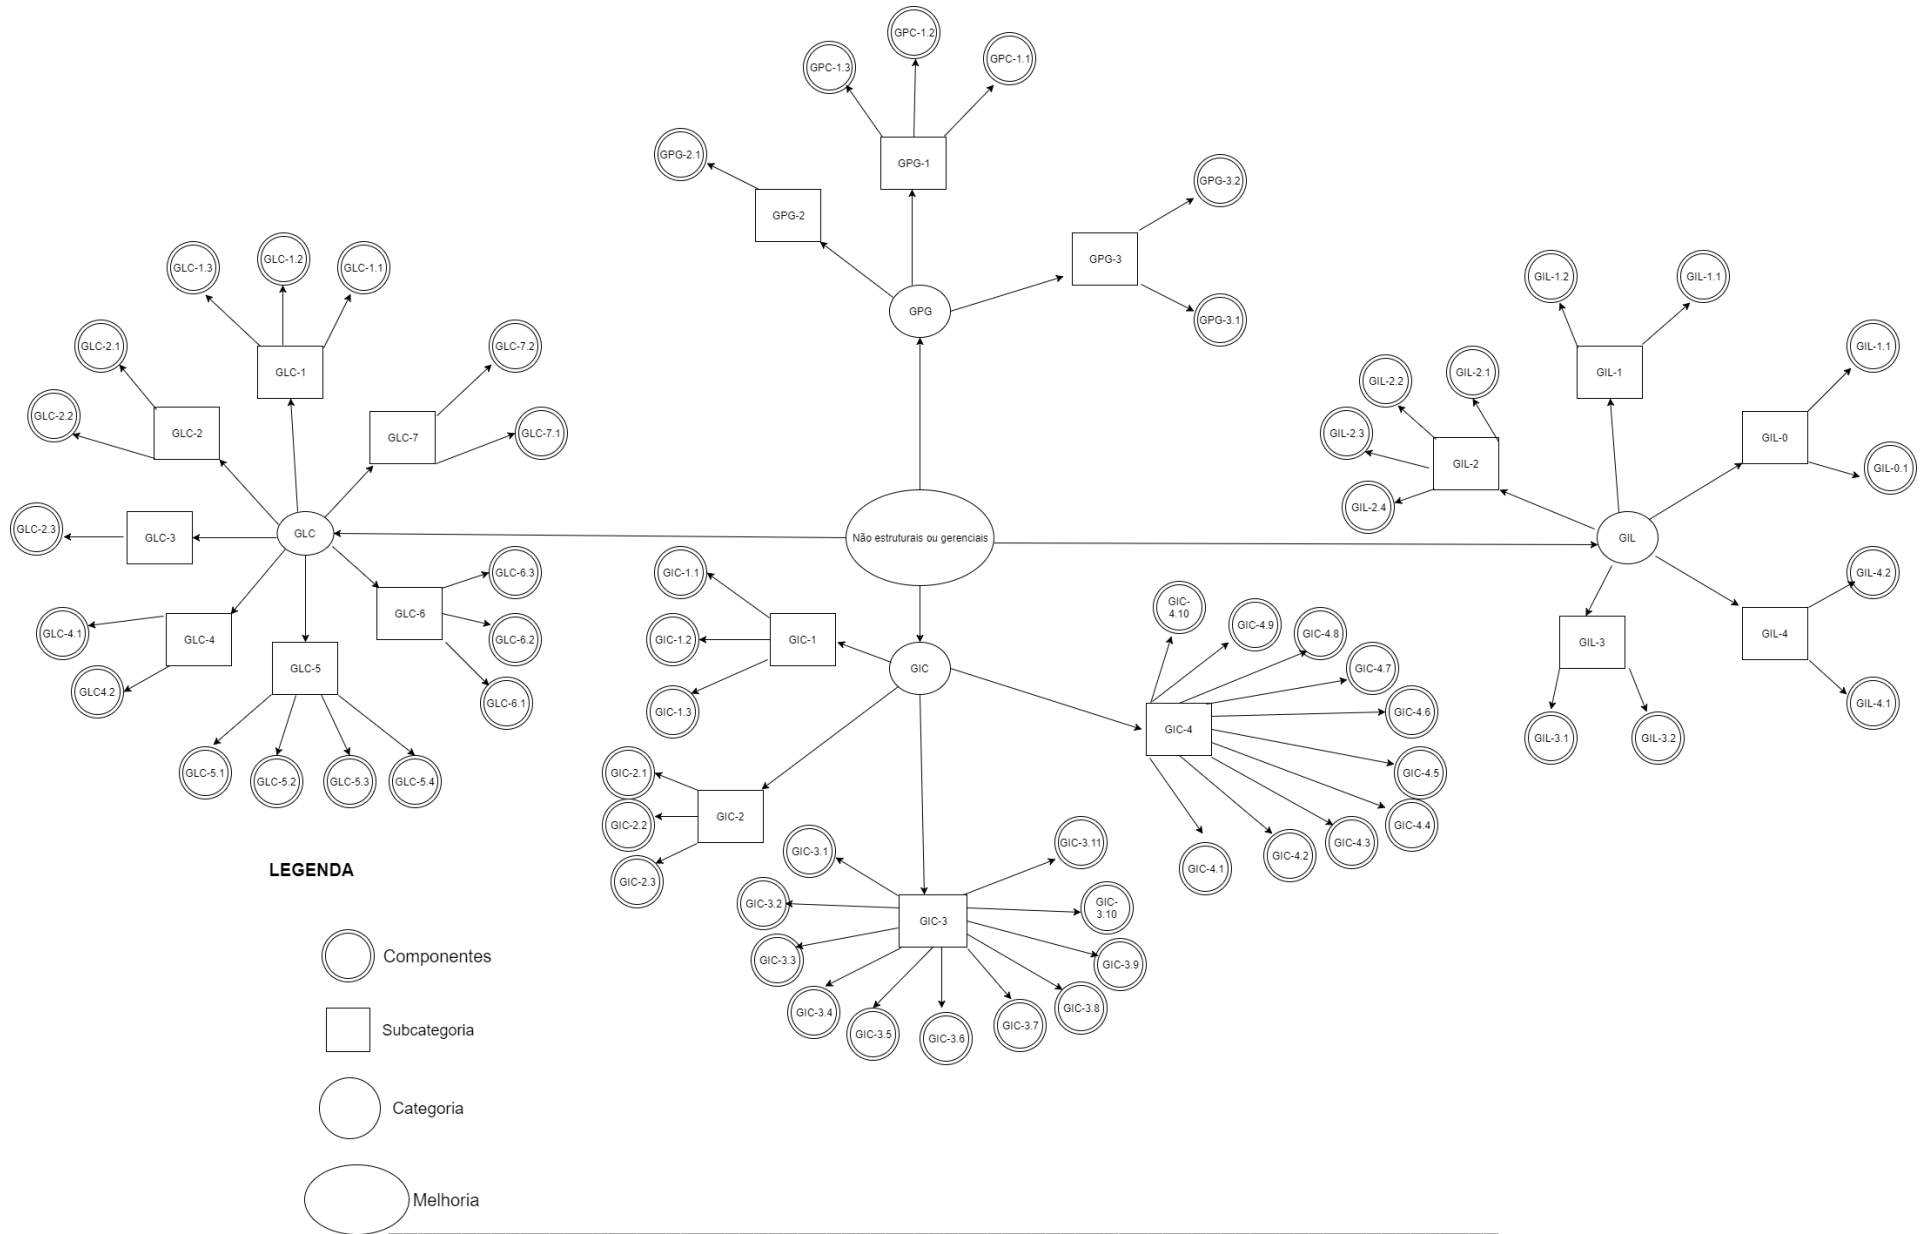 GPC-1.2
GPC-1.3
GPC-1.1
GPG-2.1
GPG-1
GPG-3.2
GPG-2
GPG-3
GPG
GPG-3.1
GLC-1.3
GLC-1.2
GLC-1.1
GLC-2.1
GLC-7.2
GLC-1
GLC-2.2
GLC-2
GLC-7
GLC-7.1
GLC-2.3
GLC-3
GLC
GLC-6.3
GLC-6
GLC-4.1
GLC-4
GLC-6.2
GLC4.2
GLC-5
GLC-6.1
GLC-5.1
GLC-5.2
GLC-5.3
GLC-5.4
Não estruturais ou gerenciais
GIL-1.2
GIL-1.1
GIL-1.1
GIL-2.2
GIL-2.1
GIL-1
GIL-2.3
GIL-2
GIL-0
GIL-0.1
GIL-2.4
GIL
GIL-4.2
GIL-3
GIL-4
GIL-4.1
GIL-3.1
GIL-3.2
GIC-1.1
GIC-1.2
GIC-1
GIC
GIC-1.3
GIC-
4.10
GIC-4.9
GIC-4.8
GIC-4.7
GIC-4.6
GIC-4
GIC-4.5
GIC-4.4
GIC-4.3
GIC-4.2
GIC-4.1
GIC-2.1
GIC-2.2
GIC-2
GIC-2.3
GIC-3.1
GIC-3.11
GIC-3.2
GIC-3
GIC-
3.10
GIC-3.3
GIC-3.9
GIC-3.4
GIC-3.8
GIC-3.5
GIC-3.6
GIC-3.7
LEGENDA
Componentes
Subcategoria
Categoria
Melhoria